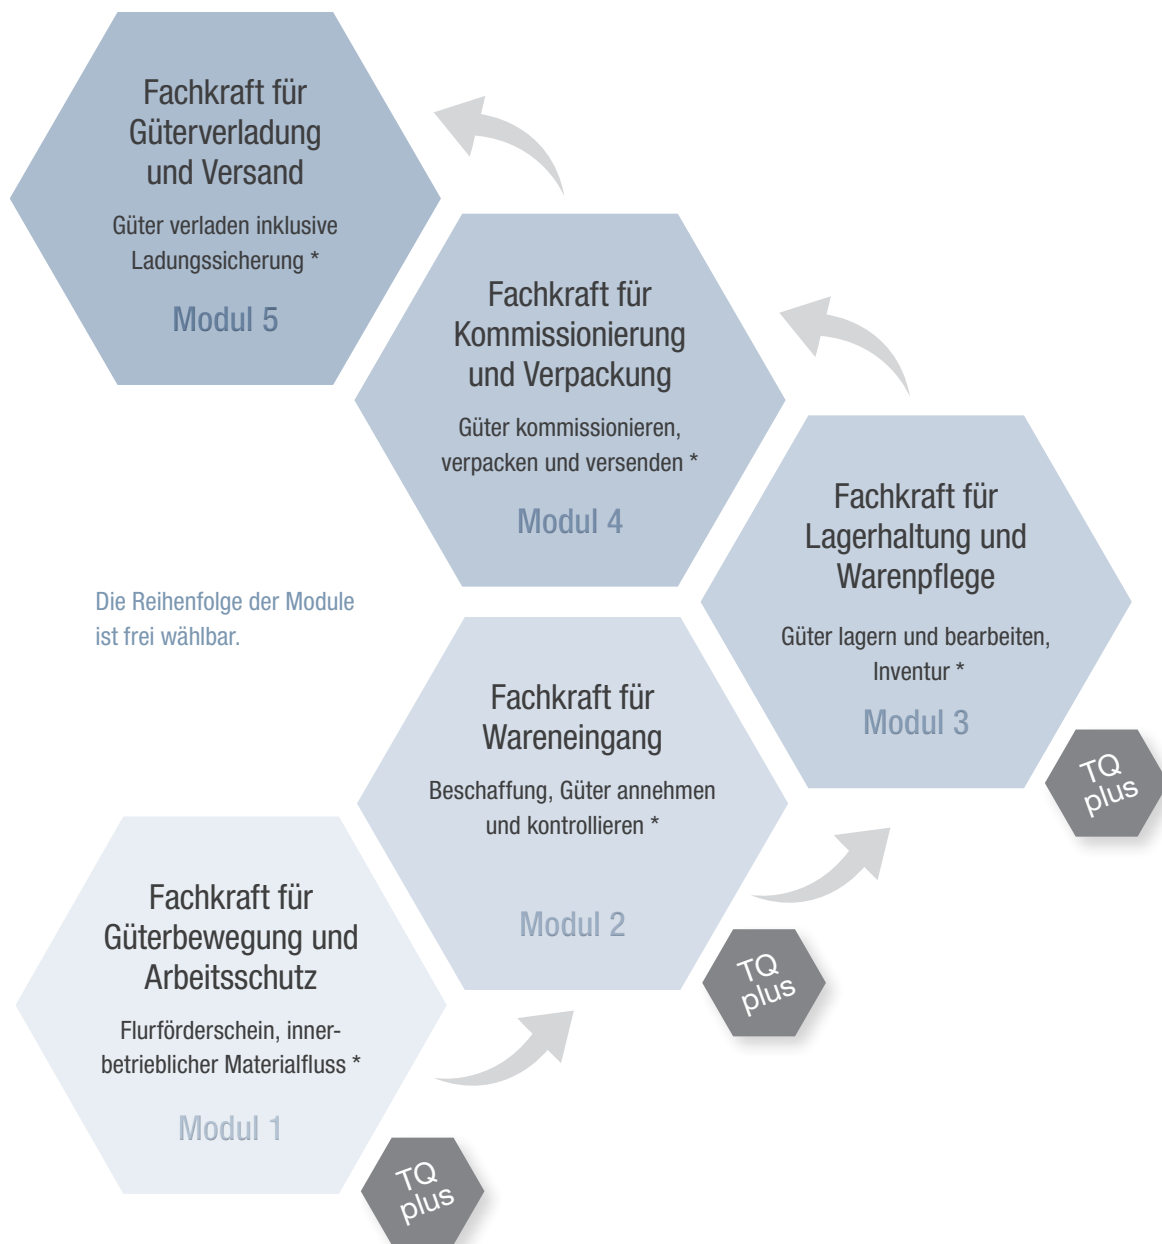 Fachkraft für
Güterverladung
und Versand
Güter verladen inklusive
Ladungssicherung *
Modul 5
Fachkraft für
Kommissionierung
und Verpackung
Güter kommissionieren,
verpacken und versenden *
Modul 4
Fachkraft für
Lagerhaltung und
Warenpflege
Güter lagern und bearbeiten,
Inventur *
Modul 3
TQ
plus
Die Reihenfolge der Module
ist frei wählbar.
Fachkraft für
Wareneingang
Beschaffung, Güter annehmen
und kontrollieren *
Modul 2
TQ
plus
Fachkraft für
Güterbewegung und
Arbeitsschutz
Flurförderschein, inner-
betrieblicher Materialfluss *
Modul 1
TQ
plus